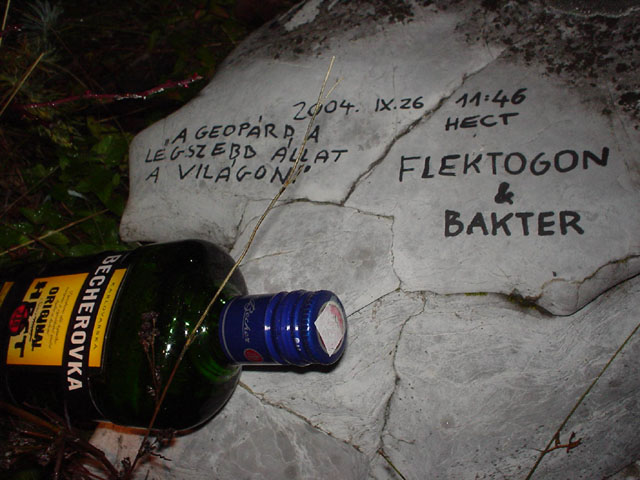 2004. IX.26 11:46
HECT
"A GEOPÁRD A
LEGSZEBB ÁLLAT
A VILÁGON"
FLEKTOGON
&
BAKTER
BECHEROVKA
ORIGINAL